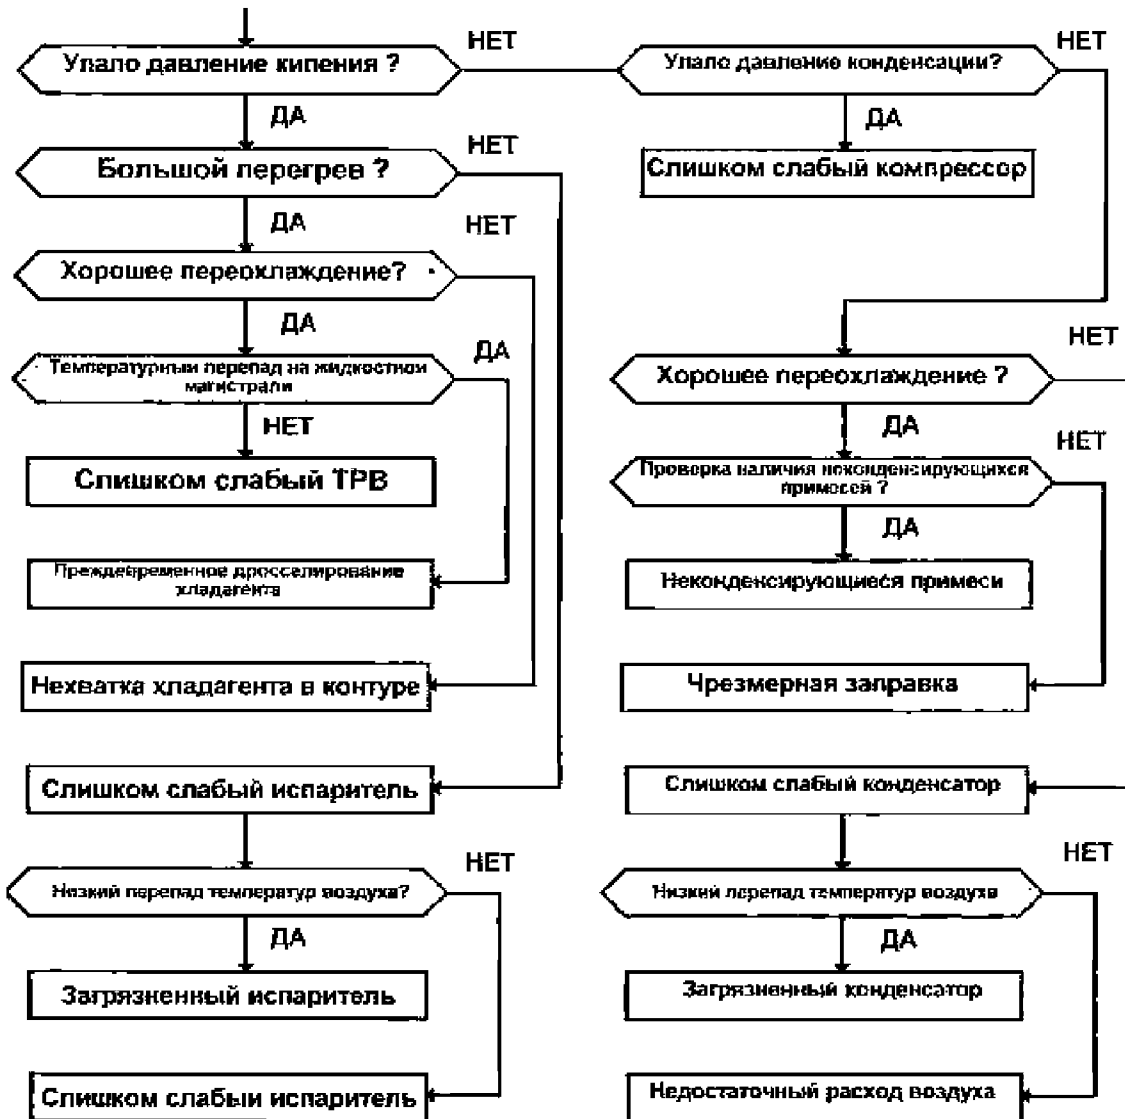 НЕТ
НЕТ
Упало давление кипения ?
Упало давление конденсации?
ДА
ДА
НЕТ
Большой перегрев ?
Слишком слабый компрессор
ДА
НЕТ
Хорошее переохлаждение?
ДА
НЕТ
ДА
Температурный перепад на жидкостной
магистрали
Хорошее переохлаждение ?
НЕТ
ДА
НЕТ
Слишком слабый ТРВ
Проверка наличия неконденсирующихся
примесей ?
ДА
Преждевременное дросселирование
хладагента
Неконденсирующиеся примеси
Нехватка хладагента в контуре
Чрезмерная заправка
Слишком слабый испаритель
Слишком слабый конденсатор
НЕТ
НЕТ
Низкий перепад температур воздуха?
Низкий перепад температур воздуха
ДА
ДА
Загрязненный испаритель
Загрязненный конденсатор
Слишком слабый испаритель
Недостаточный расход воздуха